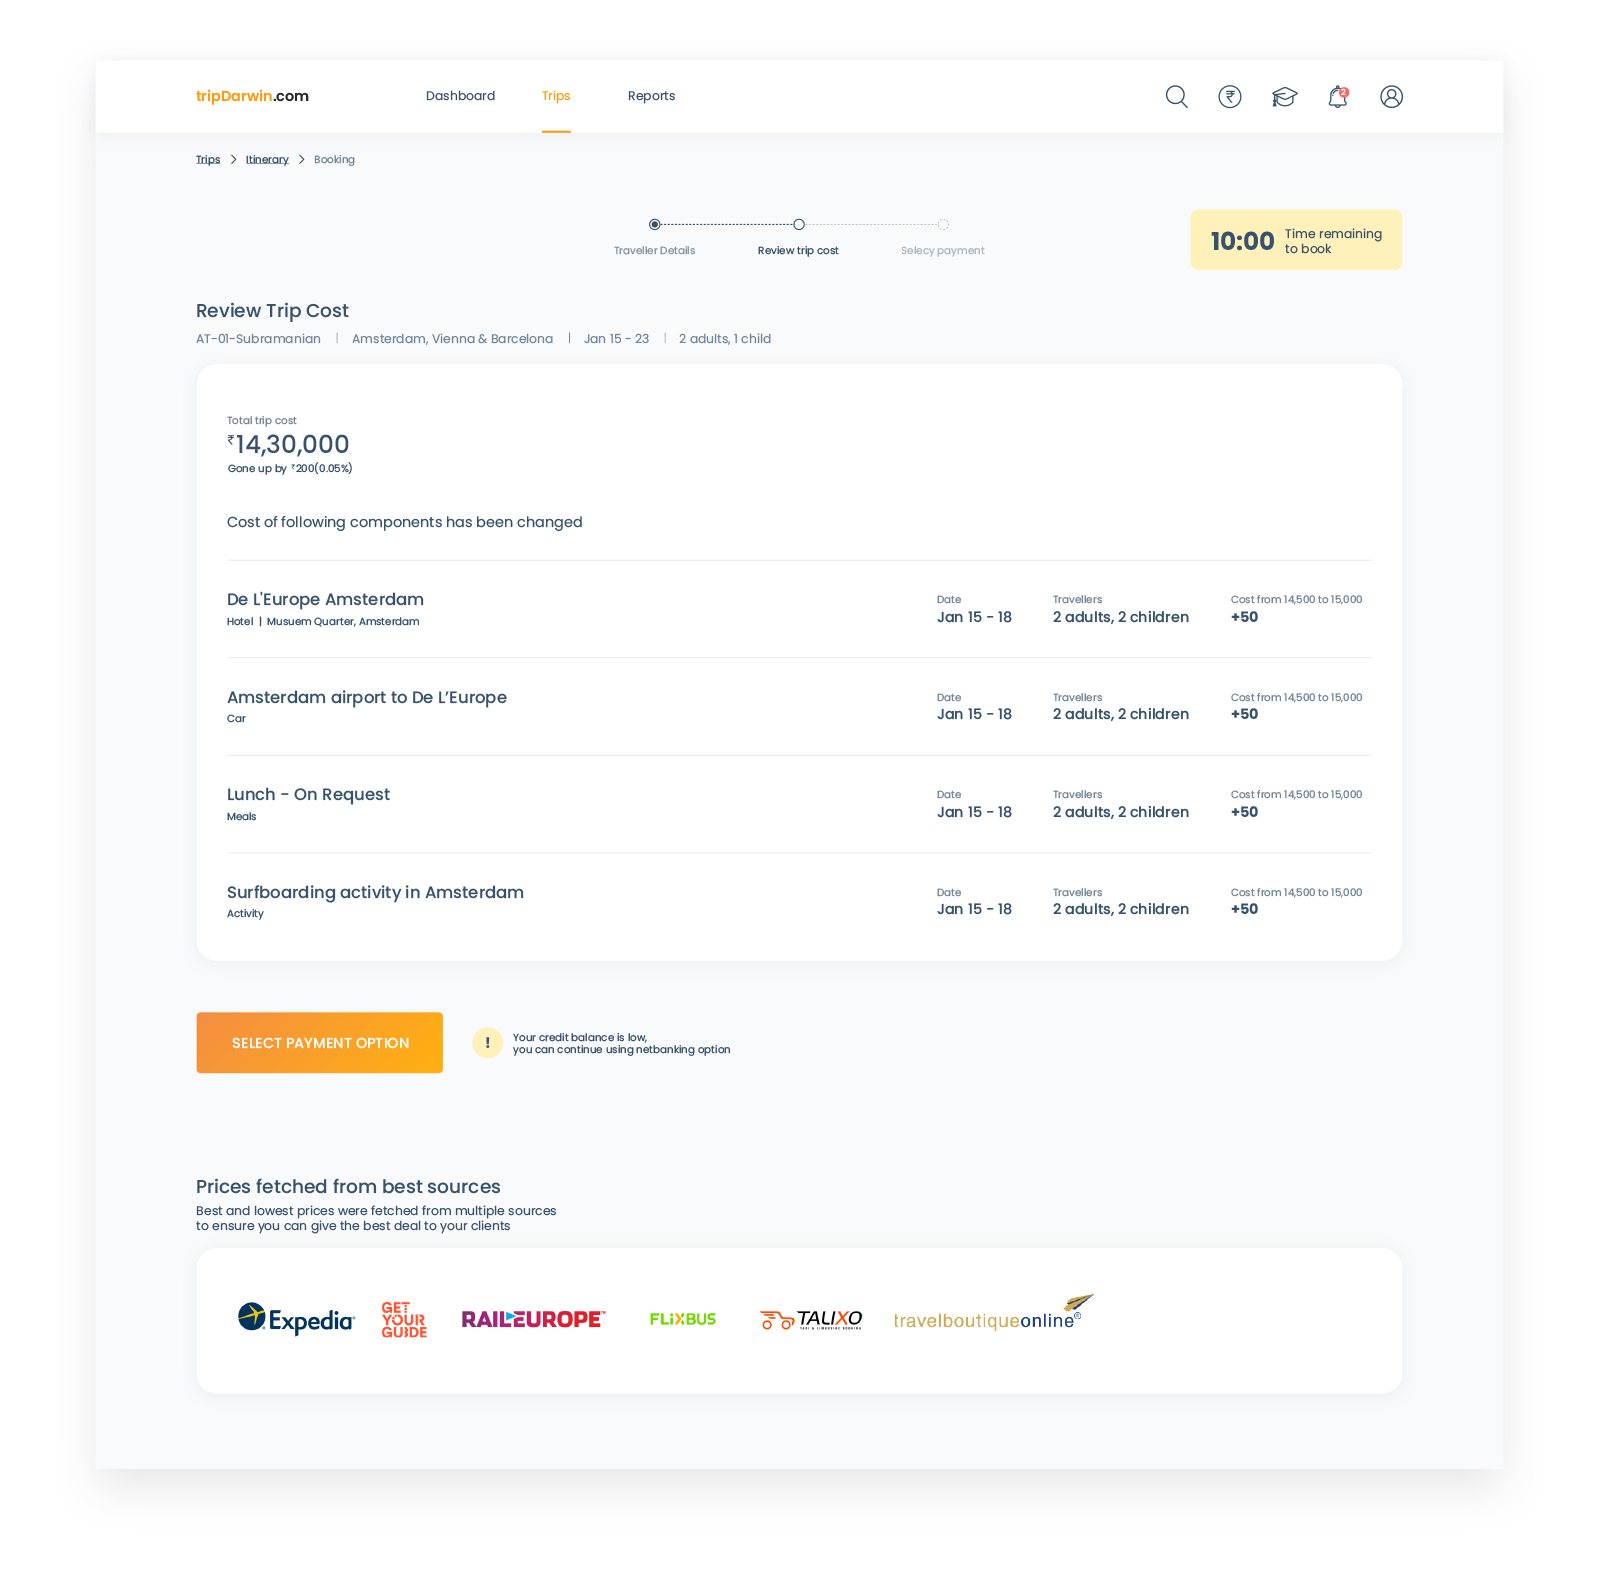 tripDarwin.com
Dashboard
Trips
Reports
₹
2
Trips > Itinerary > Booking
Traveller Details
Review trip cost
Selecy payment
10:00
Time remaining
to book
Review Trip Cost
AT-01-Subramanian | Amsterdam, Vienna & Barcelona | Jan 15 - 23 | 2 adults, 1 child
Total trip cost
₹14,30,000
Gone up by ₹200(0.05%)
Cost of following components has been changed
De L'Europe Amsterdam
Hotel | Musuem Quarter, Amsterdam
Date
Jan 15 - 18
Travellers
2 adults, 2 children
Cost from 14,500 to 15,000
+50
Amsterdam airport to De L’Europe
Car
Date
Jan 15 - 18
Travellers
2 adults, 2 children
Cost from 14,500 to 15,000
+50
Lunch - On Request
Meals
Date
Jan 15 - 18
Travellers
2 adults, 2 children
Cost from 14,500 to 15,000
+50
Surfboarding activity in Amsterdam
Activity
Date
Jan 15 - 18
Travellers
2 adults, 2 children
Cost from 14,500 to 15,000
+50
SELECT PAYMENT OPTION
!
Your credit balance is low,
you can continue using netbanking option
Prices fetched from best sources
Best and lowest prices were fetched from multiple sources
to ensure you can give the best deal to your clients
Expedia
GET
YOUR
GUIDE
RAILEUROPE™
FLiXBUS
TALIXO
TAXI & LIMOUSINE BOOKING
travelboutiqueonline®